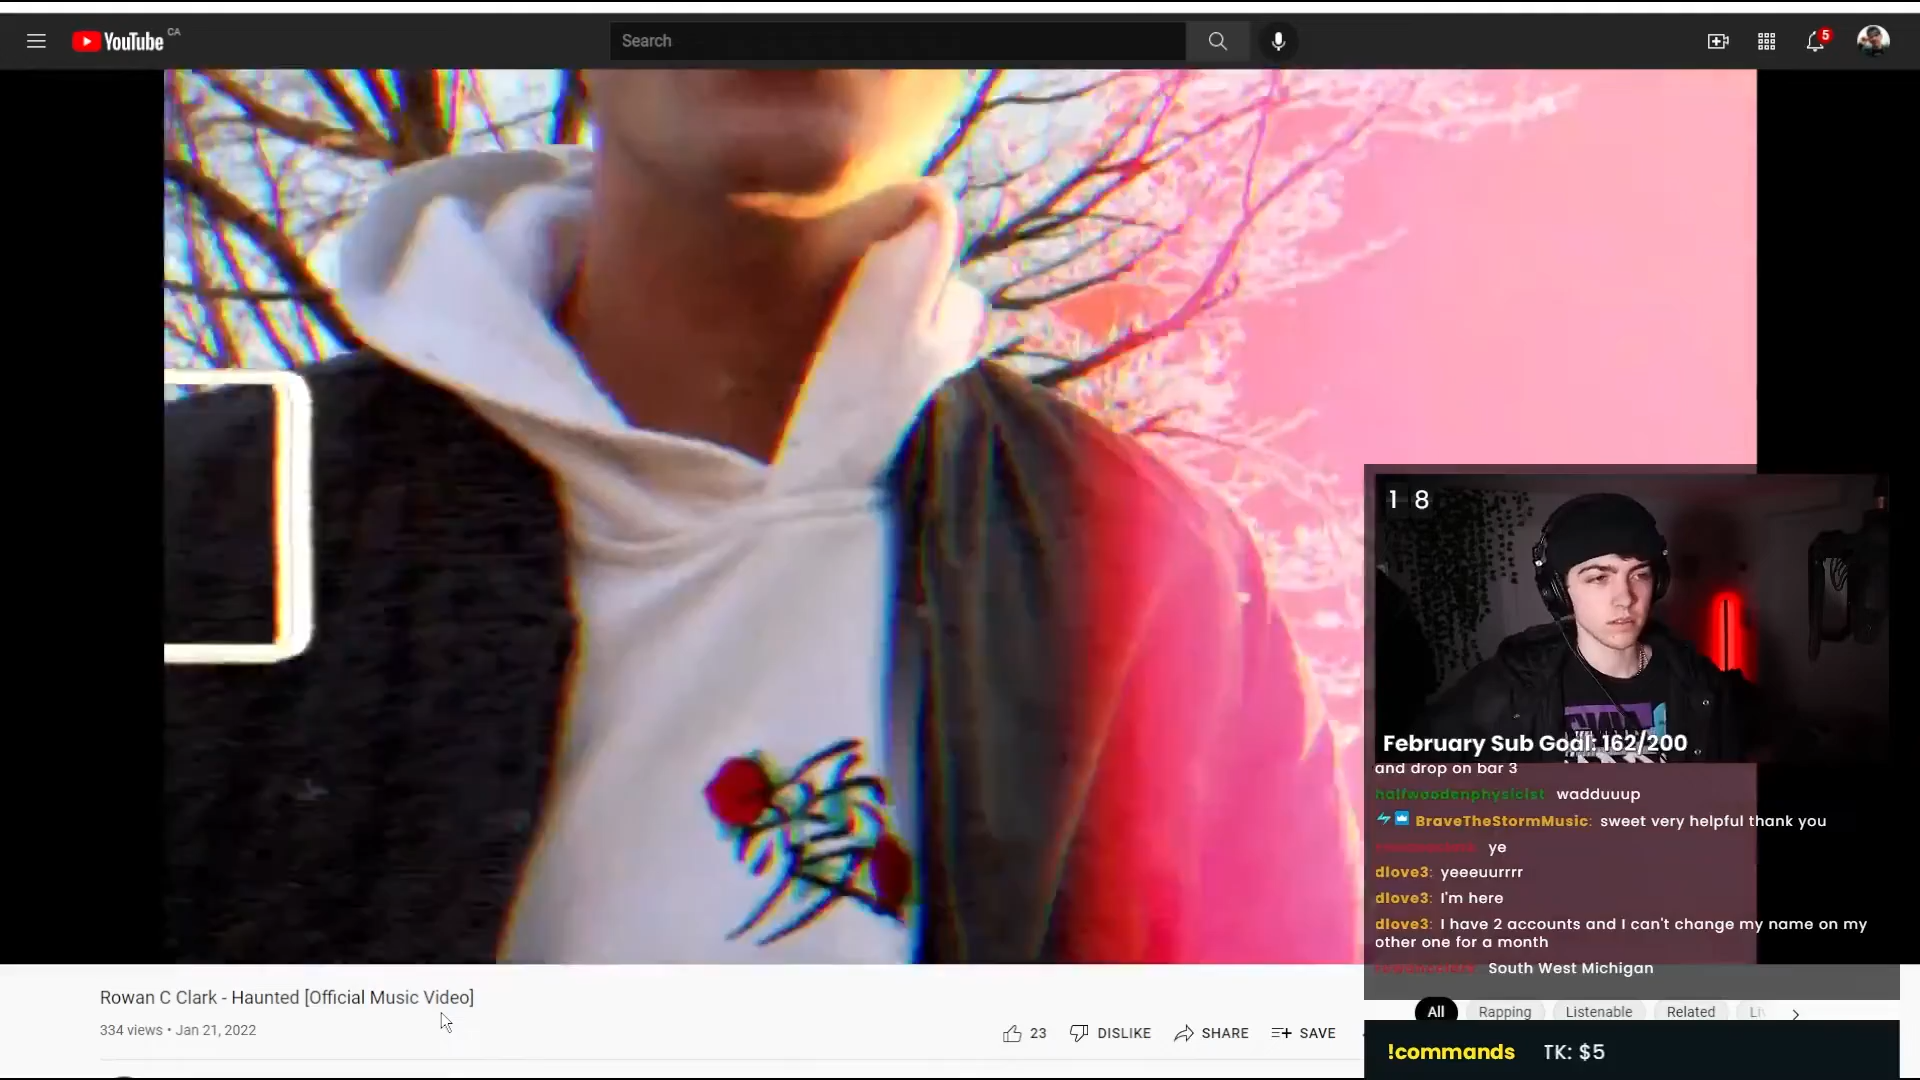 YouTube CA
Search
5
愛
1 8
February Sub Goal: 162/200
and drop on bar 3
halfwoodenphysicist wadduuup
BraveTheStormMusic: sweet very helpful thank you
ye
dlove3: yeeeuurrrr
dlove3: I'm here
dlove3: I have 2 accounts and I can't change my name on my
other one for a month
South West Michigan
Rowan C Clark - Haunted [Official Music Video]
334 views • Jan 21, 2022
23 DISLIKE SHARE SAVE
All Rapping Listenable Related
!commands TK: $5